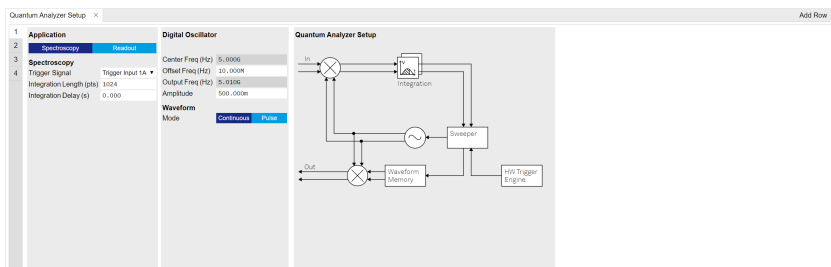 Quantum Analyzer Setup ×
Add Row
1
2
3
4
Application
Spectroscopy Readout
Spectroscopy
Trigger Signal Trigger Input 1A ▼
Integration Length (pts) 1024
Integration Delay (s) 0.000
Digital Oscillator
Center Freq (Hz) 5.000G
Offset Freq (Hz) 10.000M
Output Freq (Hz) 5.010G
Amplitude 500.000m
Waveform
Mode Continuous Pulse
Quantum Analyzer Setup
In
Integration
Sweeper
Out
Waveform
Memory
HW Trigger
Engine